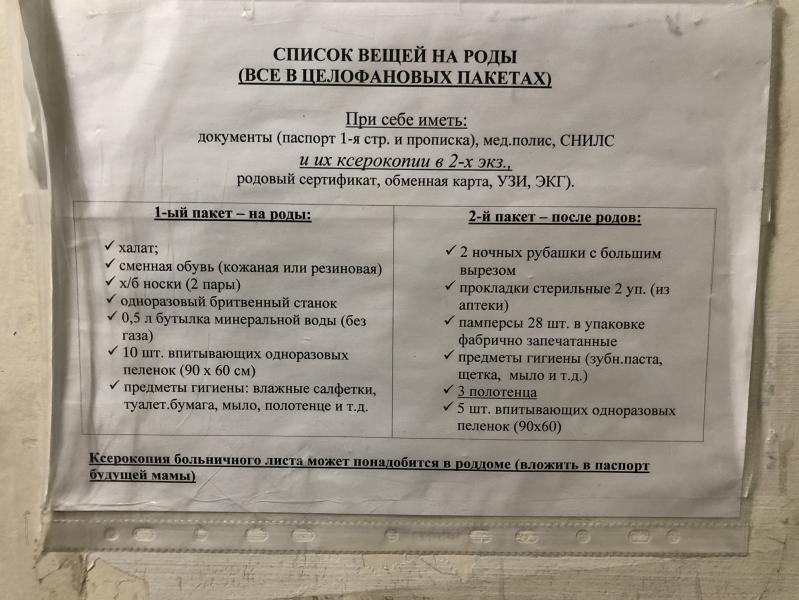 СПИСОК ВЕЩЕЙ НА РОДЫ
(ВСЕ В ЦЕЛОФАНОВЫХ ПАКЕТАХ)
При себе иметь:
документы (паспорт 1-я стр. и прописка), мед.полис, СНИЛС
и их ксерокопии в 2-х экз.,
родовый сертификат, обменная карта, УЗИ, ЭКГ).
1-ый пакет – на роды:
✓ халат;
✓ сменная обувь (кожаная или резиновая)
✓ х/б носки (2 пары)
✓ одноразовый бритвенный станок
✓ 0,5 л бутылка минеральной воды (без
газа)
✓ 10 шт. впитывающих одноразовых
пеленок (90 х 60 см)
✓ предметы гигиены: влажные салфетки,
туалет.бумага, мыло, полотенце и т.д.
2-й пакет – после родов:
✓ 2 ночных рубашки с большим
вырезом
✓ прокладки стерильные 2 уп. (из
аптеки)
✓ памперсы 28 шт. в упаковке
фабрично запечатанные
✓ предметы гигиены (зубн.паста,
щетка, мыло и т.д.)
✓ 3 полотенца
✓ 5 шт. впитывающих одноразовых
пеленок (90х60)
Ксерокопия больничного листа может понадобится в роддоме (вложить в паспорт
будущей мамы)